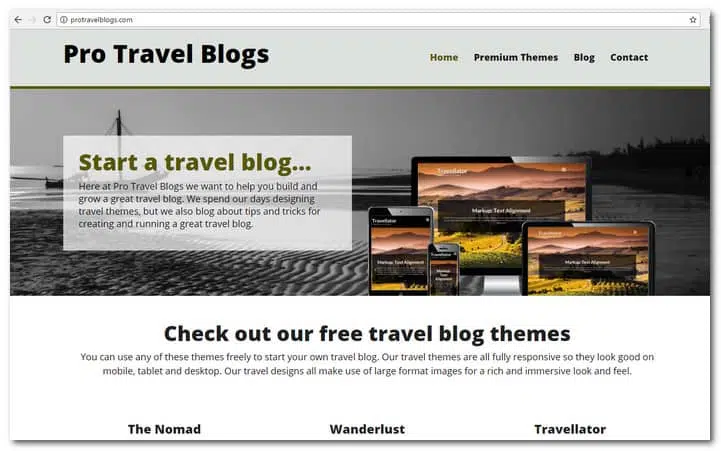 protravelblogs.com
Pro Travel Blogs
Home Premium Themes Blog Contact
Start a travel blog...
Here at Pro Travel Blogs we want to help you build and
grow a great travel blog. We spend our days designing
travel themes, but we also blog about tips and tricks for
creating and running a great travel blog.
Travellator
Markup: Text Alignment
Travellator
Markup: Text Alignment
Travellator
Markup: Text Alignment
Travellator
Markup: Text Alignment
Check out our free travel blog themes
You can use any of these themes freely to start your own travel blog. Our travel themes are all fully responsive so they look good on
mobile, tablet and desktop. Our travel designs all make use of large format images for a rich and immersive look and feel.
The Nomad Wanderlust Travellator